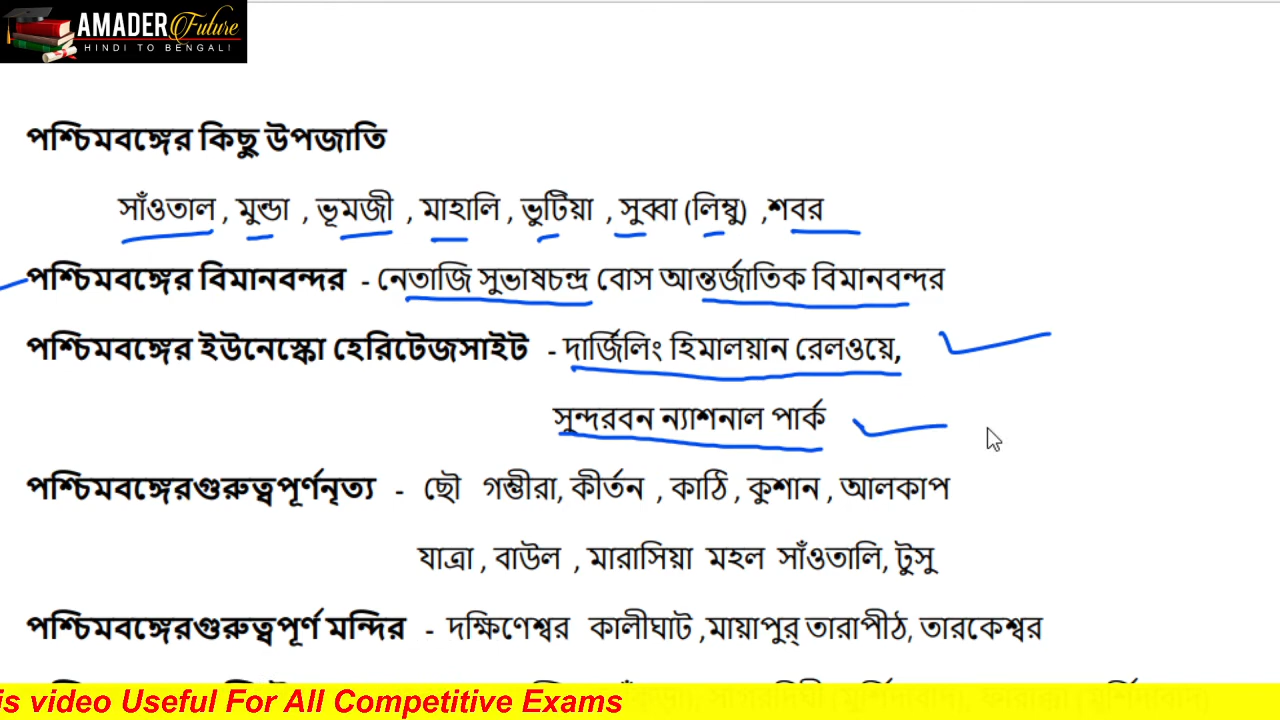 AMADER Future
HINDI TO BENGALI
পশ্চিমবঙ্গের কিছু উপজাতি
সাঁওতাল , মুন্ডা , ভূমজী , মাহালি , ভুটিয়া , সুব্বা (লিম্বু) ,শবর
পশ্চিমবঙ্গের বিমানবন্দর - নেতাজি সুভাষচন্দ্র বোস আন্তর্জাতিক বিমানবন্দর
পশ্চিমবঙ্গের ইউনেস্কো হেরিটেজসাইট - দার্জিলিং হিমালয়ান রেলওয়ে,
সুন্দরবন ন্যাশনাল পার্ক
পশ্চিমবঙ্গেরগুরুত্বপূর্ণনৃত্য - ছৌ গম্ভীরা, কীর্তন , কাঠি , কুশান , আলকাপ
যাত্রা , বাউল , মারাসিয়া মহল সাঁওতালি, টুসু
পশ্চিমবঙ্গেরগুরুত্বপূর্ণ মন্দির - দক্ষিণেশ্বর কালীঘাট ,মায়াপুর্ তারাপীঠ, তারকেশ্বর
is video Useful For All Competitive Exams